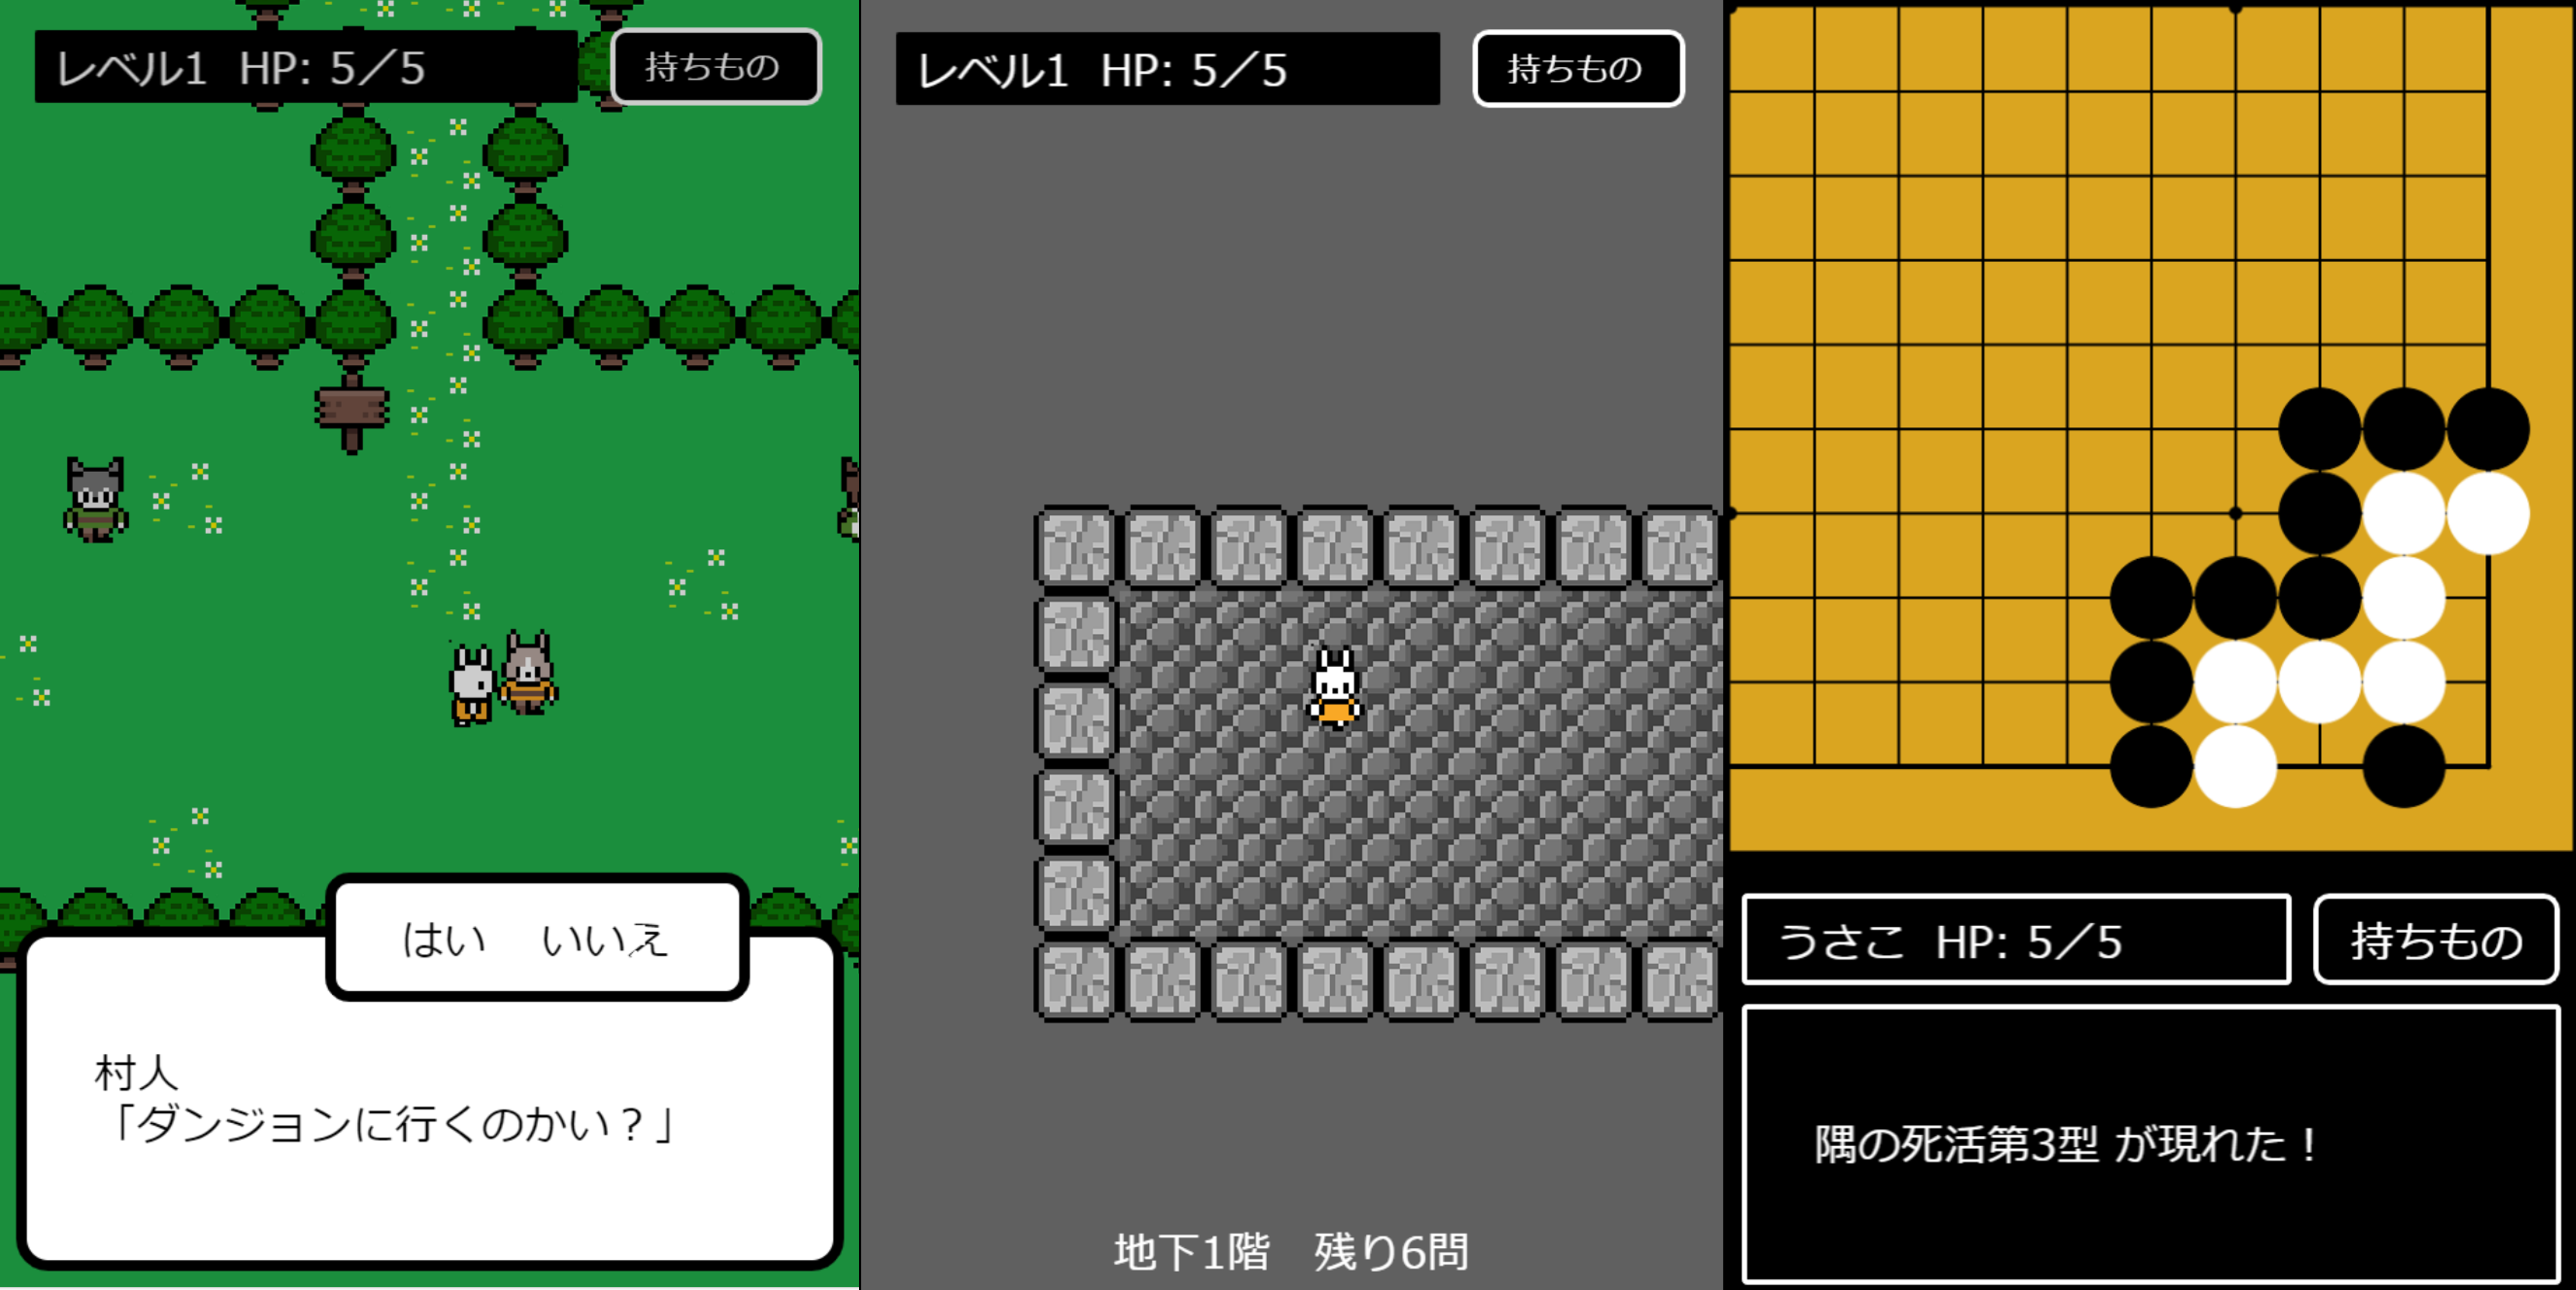 レベル1 HP: 5／5
持ちもの
はい いいえ
村人
「ダンジョンに行くのかい？」
レベル1 HP: 5／5
持ちもの
地下1階 残り6問
うさこ HP: 5／5
持ちもの
隅の死活第3型 が現れた！